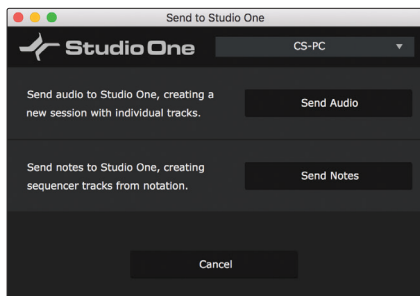 Send to Studio One
Studio One
CS-PC
Send audio to Studio One, creating a
new session with individual tracks.
Send Audio
Send notes to Studio One, creating
sequencer tracks from notation.
Send Notes
Cancel